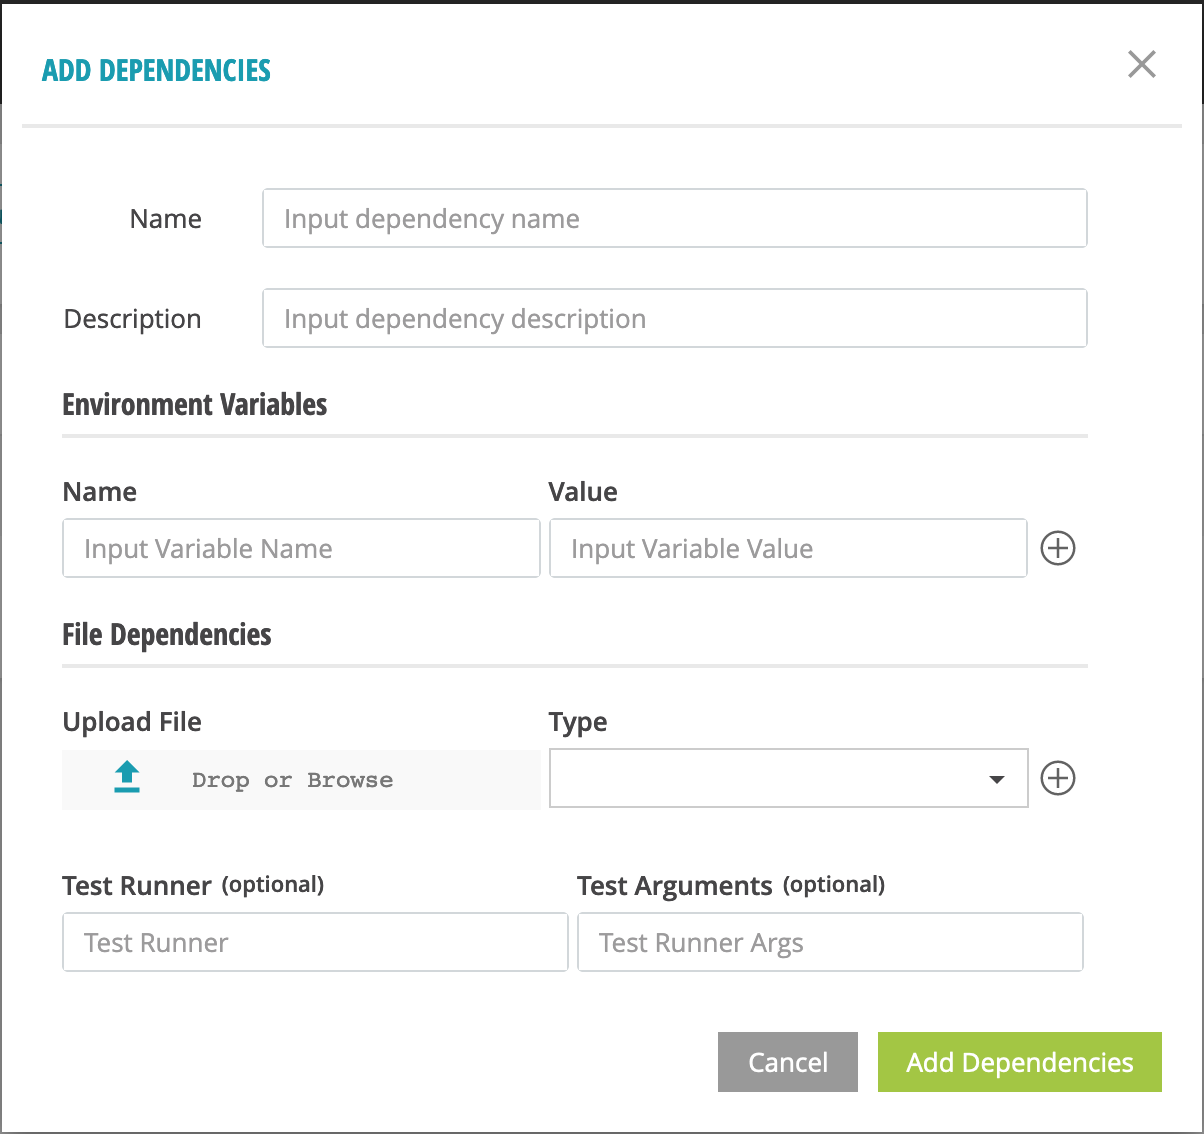 ADD DEPENDENCIES
Name Input dependency name
Description Input dependency description
Environment Variables
Name Value
Input Variable Name Input Variable Value
File Dependencies
Upload File Type
Drop or Browse
Test Runner (optional) Test Arguments (optional)
Test Runner Test Runner Args
Cancel Add Dependencies